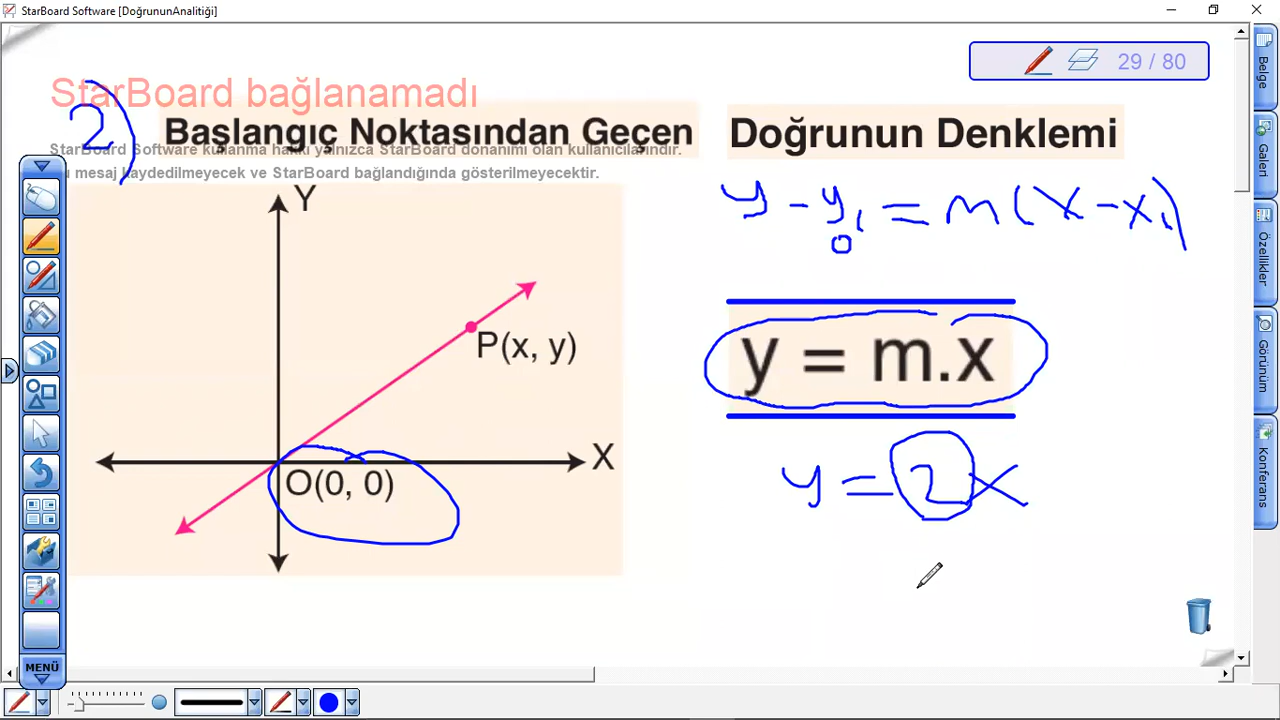 StarBoard Software [DoğrununAnalitiği]
29 / 80
StarBoard bağlanamadı
2)
Başlangıç Noktasından Geçen Doğrunun Denklemi
StarBoard Software kullanma hakkı yalnızca StarBoard donanımı olan kullanıcılarındır.
mesaj kaydedilmeyecek ve StarBoard bağlandığında gösterilmeyecektir.
y - y₁ = m(x - x₁)
0
Y
P(x, y)
X
O(0, 0)
y = m.x
y = 2x
MENÜ
Belge
Galeri
Özellikler
Görünüm
Konferans